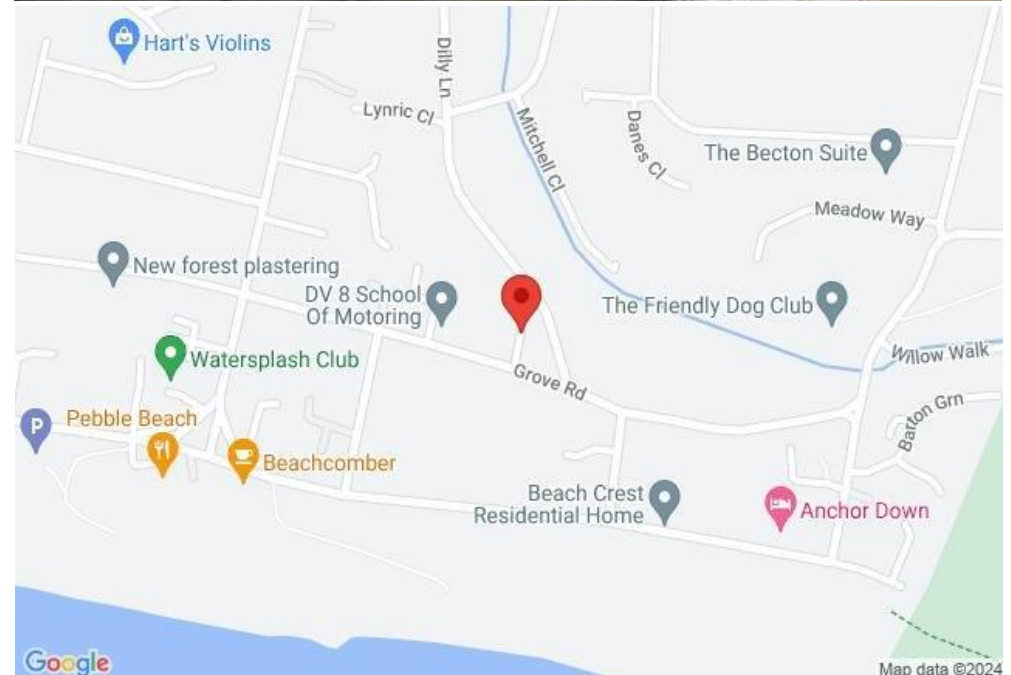 Hart's Violins
Dilly Ln
Lynric Cl
Mitchell Cl
Danes Cl
The Becton Suite
Meadow Way
New forest plastering
DV 8 School
Of Motoring
The Friendly Dog Club
Watersplash Club
Grove Rd
Willow Walk
Barton Grn
P
Pebble Beach
Beachcomber
Beach Crest
Residential Home
Anchor Down
Google
Map data ©2024